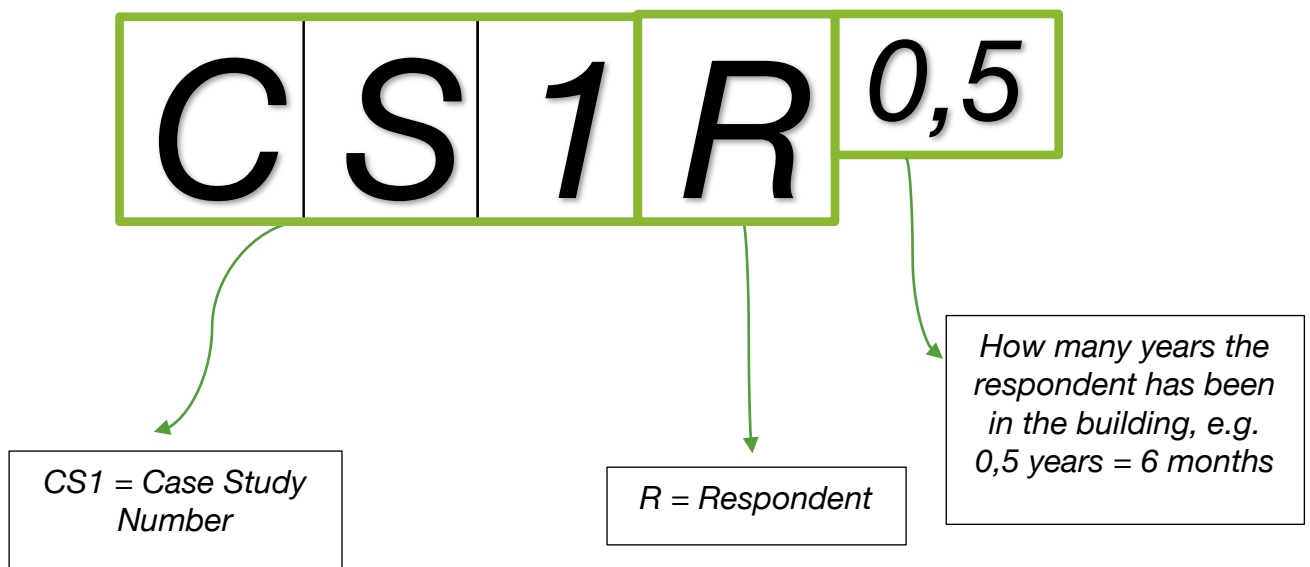 CS1R 0,5
How many years the
respondent has been
in the building, e.g.
0,5 years = 6 months
CS1 = Case Study
Number
R = Respondent